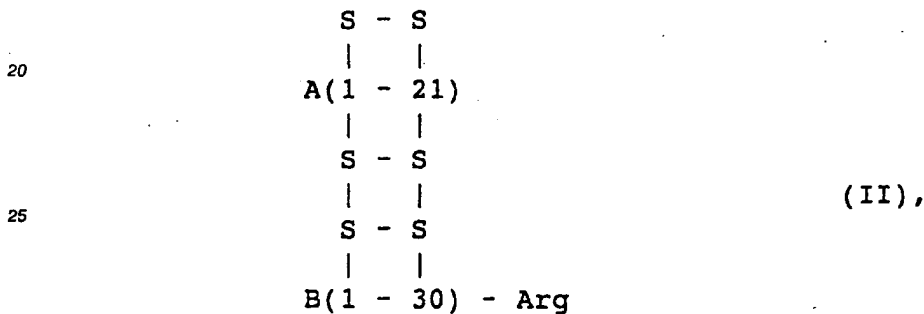 S - S
| |
20
A(1 - 21)
| |
S - S
| |
(II),
25
S - S
| |
B(1 - 30) - Arg